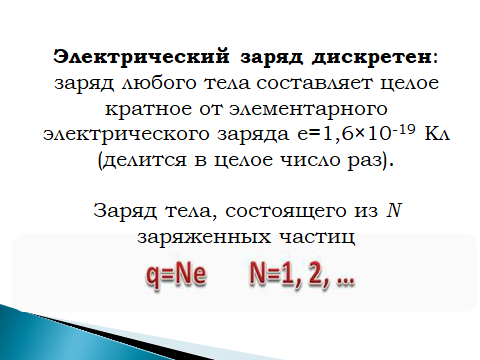 Электрический заряд дискретен:
заряд любого тела составляет целое
кратное от элементарного
электрического заряда e=1,6×10⁻¹⁹ Кл
(делится в целое число раз).
Заряд тела, состоящего из N
заряженных частиц
q=Ne N=1, 2, ...